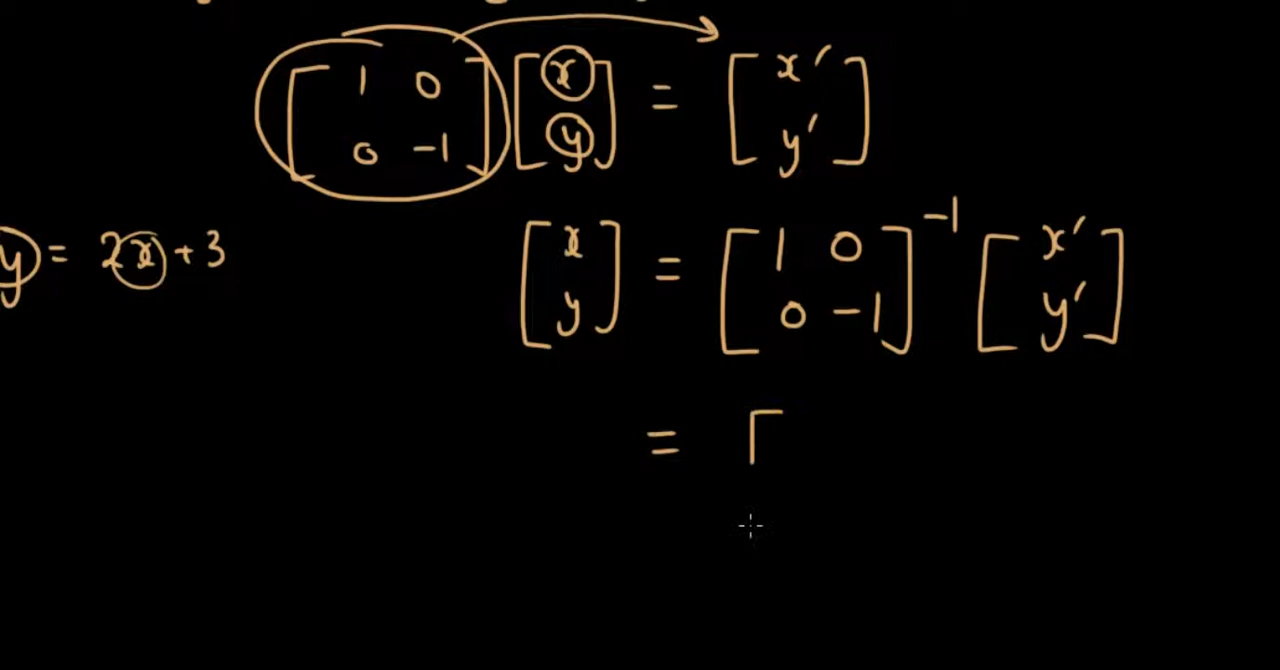 [1 0
0 -1] [x
y] = [x'
y']
y = 2x + 3
[x
y] = [1 0
0 -1]^-1 [x'
y']
= [